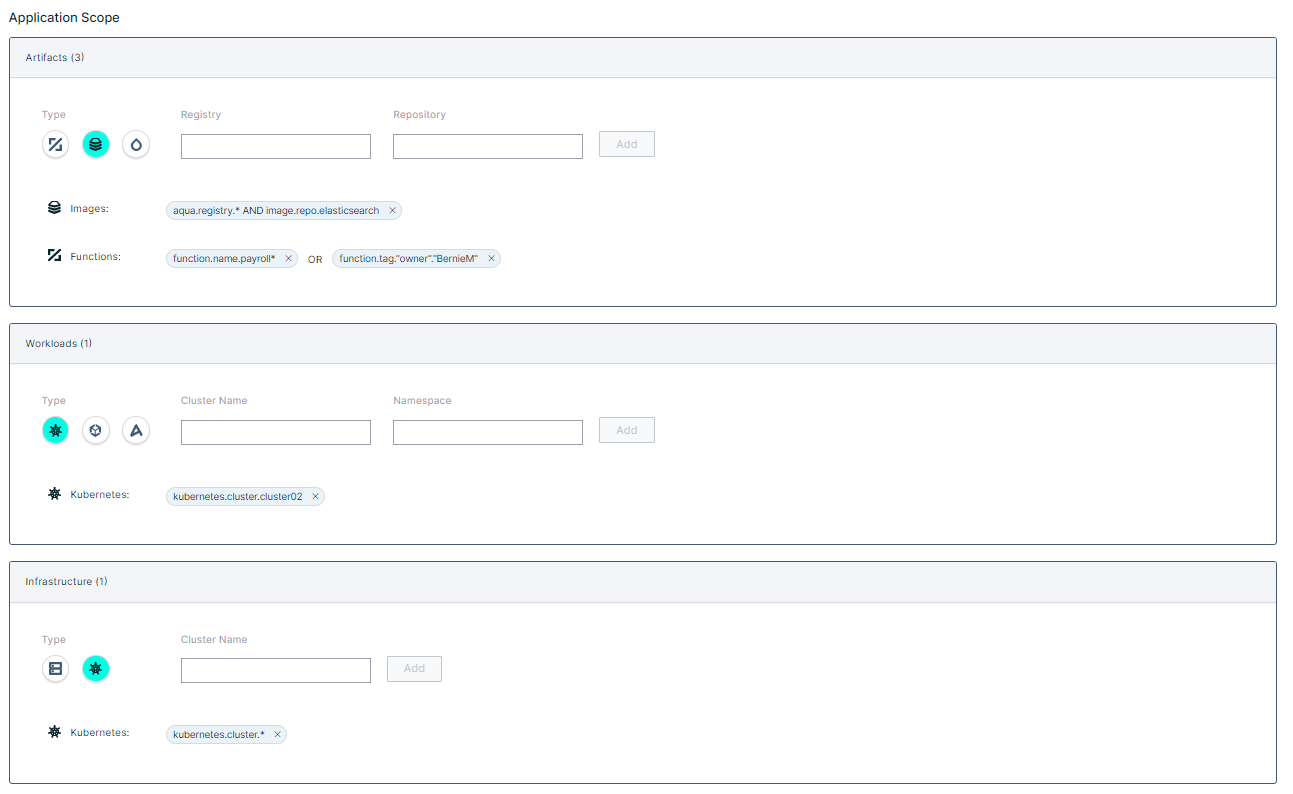 Application Scope
Artifacts (3)
Type Registry Repository
Add
Images: aqua.registry.* AND image.repo.elasticsearch ×
Functions: function.name.payroll* × OR function.tag."owner"."BernieM" ×
Workloads (1)
Type Cluster Name Namespace
Add
Kubernetes: kubernetes.cluster.cluster02 ×
Infrastructure (1)
Type Cluster Name
Add
Kubernetes: kubernetes.cluster.* ×